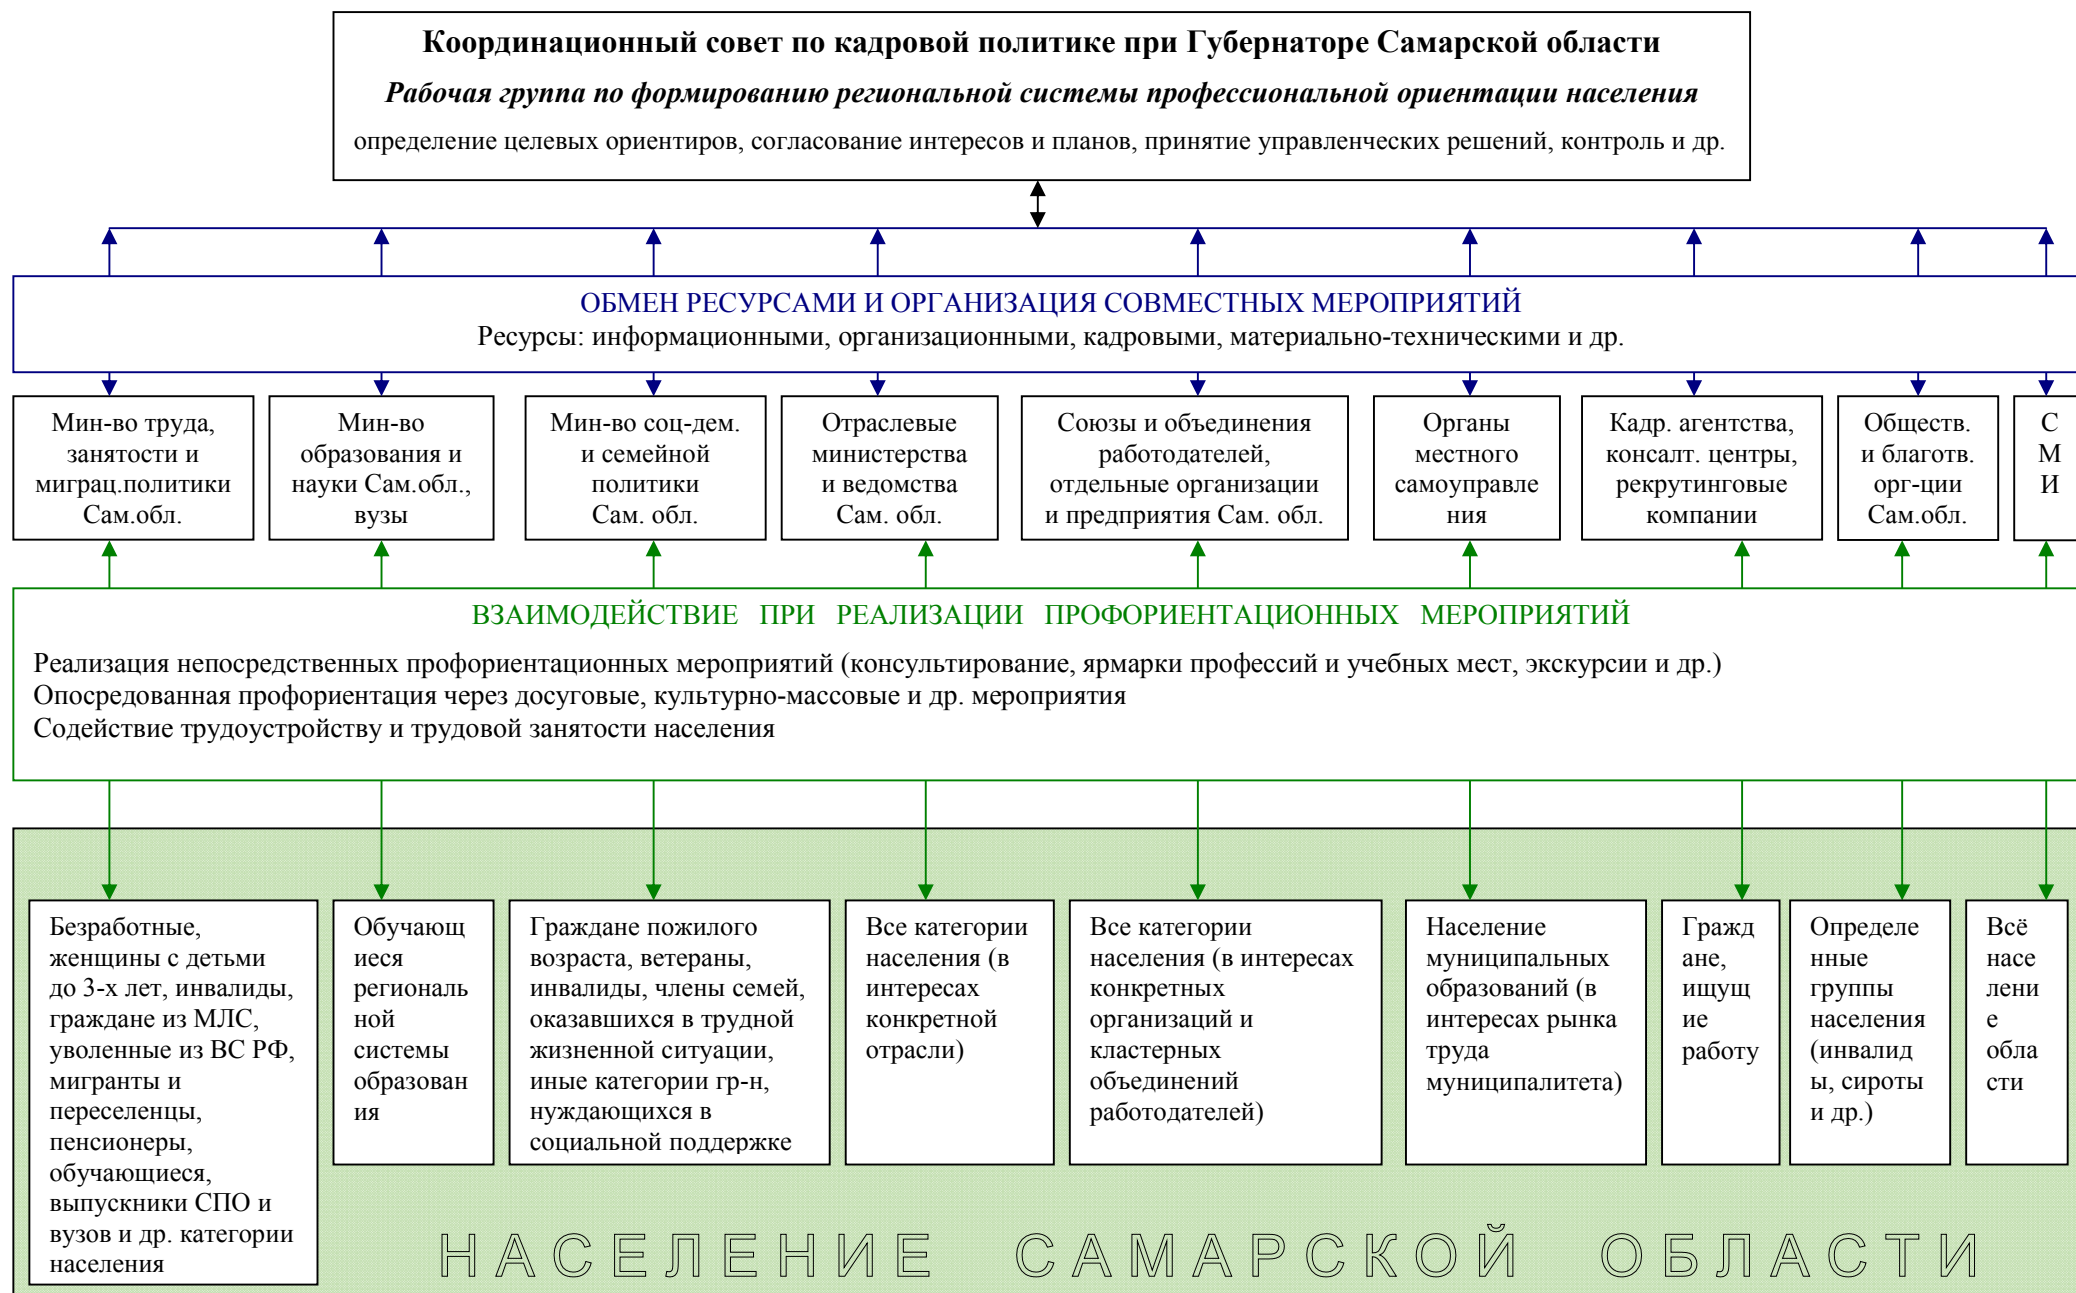 Координационный совет по кадровой политике при Губернаторе Самарской области
Рабочая группа по формированию региональной системы профессиональной ориентации населения
определение целевых ориентиров, согласование интересов и планов, принятие управленческих решений, контроль и др.
ОБМЕН РЕСУРСАМИ И ОРГАНИЗАЦИЯ СОВМЕСТНЫХ МЕРОПРИЯТИЙ
Ресурсы: информационными, организационными, кадровыми, материально-техническими и др.
Мин-во труда,
занятости и
миграц.политики
Сам.обл.
Мин-во
образования и
науки Сам.обл.,
вузы
Мин-во соц-дем.
и семейной
политики
Сам. обл.
Отраслевые
министерства
и ведомства
Сам. обл.
Союзы и объединения
работодателей,
отдельные организации
и предприятия Сам. обл.
Органы
местного
самоуправле
ния
Кадр. агентства,
консалт. центры,
рекрутинговые
компании
Обществ.
и благотв.
орг-ции
Сам.обл.
С
М
И
ВЗАИМОДЕЙСТВИЕ ПРИ РЕАЛИЗАЦИИ ПРОФОРИЕНТАЦИОННЫХ МЕРОПРИЯТИЙ
Реализация непосредственных профориентационных мероприятий (консультирование, ярмарки профессий и учебных мест, экскурсии и др.)
Опосредованная профориентация через досуговые, культурно-массовые и др. мероприятия
Содействие трудоустройству и трудовой занятости населения
Безработные,
женщины с детьми
до 3-х лет, инвалиды,
граждане из МЛС,
уволенные из ВС РФ,
мигранты и
переселенцы,
пенсионеры,
обучающиеся,
выпускники СПО и
вузов и др. категории
населения
Обучающ
иеся
региональ
ной
системы
образован
ия
Граждане пожилого
возраста, ветераны,
инвалиды, члены семей,
оказавшихся в трудной
жизненной ситуации,
иные категории гр-н,
нуждающихся в
социальной поддержке
Все категории
населения (в
интересах
конкретной
отрасли)
Все категории
населения (в интересах
конкретных
организаций и
кластерных
объединений
работодателей)
Население
муниципальных
образований (в
интересах рынка
труда
муниципалитета)
Гражд
ане,
ищущ
ие
работу
Определе
нные
группы
населения
(инвалид
ы, сироты
и др.)
Всё
насе
лени
е
обла
сти
НАСЕЛЕНИЕ САМАРСКОЙ ОБЛАСТИ